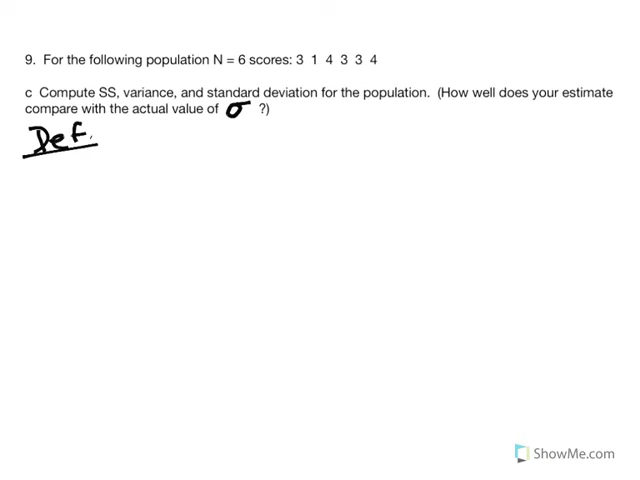 9. For the following population N = 6 scores: 3 1 4 3 3 4
c Compute SS, variance, and standard deviation for the population. (How well does your estimate
compare with the actual value of σ ?)
Def.
ShowMe.com